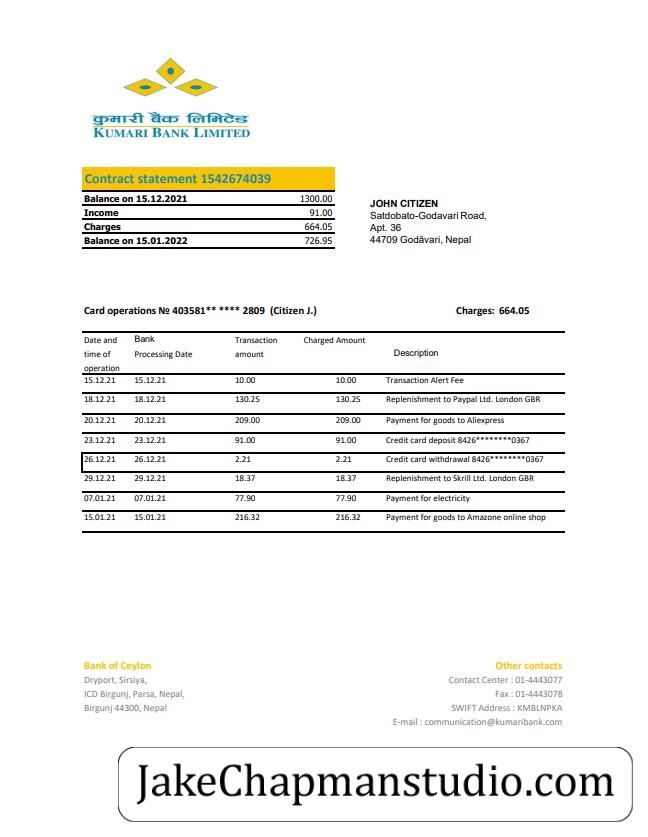 कुमारी बैंक लिमिटेड
KUMARI BANK LIMITED
Contract statement 1542674039
Balance on 15.12.2021 1300.00
Income 91.00
Charges 664.05
Balance on 15.01.2022 726.95
JOHN CITIZEN
Satdobato-Godavari Road,
Apt. 36
44709 Godāvari, Nepal
Card operations № 403581** **** 2809 (Citizen J.) Charges: 664.05
Date and time of operation Bank Processing Date Transaction amount Charged Amount Description
15.12.21 15.12.21 10.00 10.00 Transaction Alert Fee
18.12.21 18.12.21 130.25 130.25 Replenishment to Paypal Ltd. London GBR
20.12.21 20.12.21 209.00 209.00 Payment for goods to Aliexpress
23.12.21 23.12.21 91.00 91.00 Credit card deposit 8426********0367
26.12.21 26.12.21 2.21 2.21 Credit card withdrawal 8426********0367
29.12.21 29.12.21 18.37 18.37 Replenishment to Skrill Ltd. London GBR
07.01.21 07.01.21 77.90 77.90 Payment for electricity
15.01.21 15.01.21 216.32 216.32 Payment for goods to Amazone online shop
Bank of Ceylon
Dryport, Sirsiya,
ICD Birgunj, Parsa, Nepal,
Birgunj 44300, Nepal
Other contacts
Contact Center : 01-4443077
Fax : 01-4443078
SWIFT Address : KMBLNPKA
E-mail : communication@kumaribank.com
JakeChapmanstudio.com